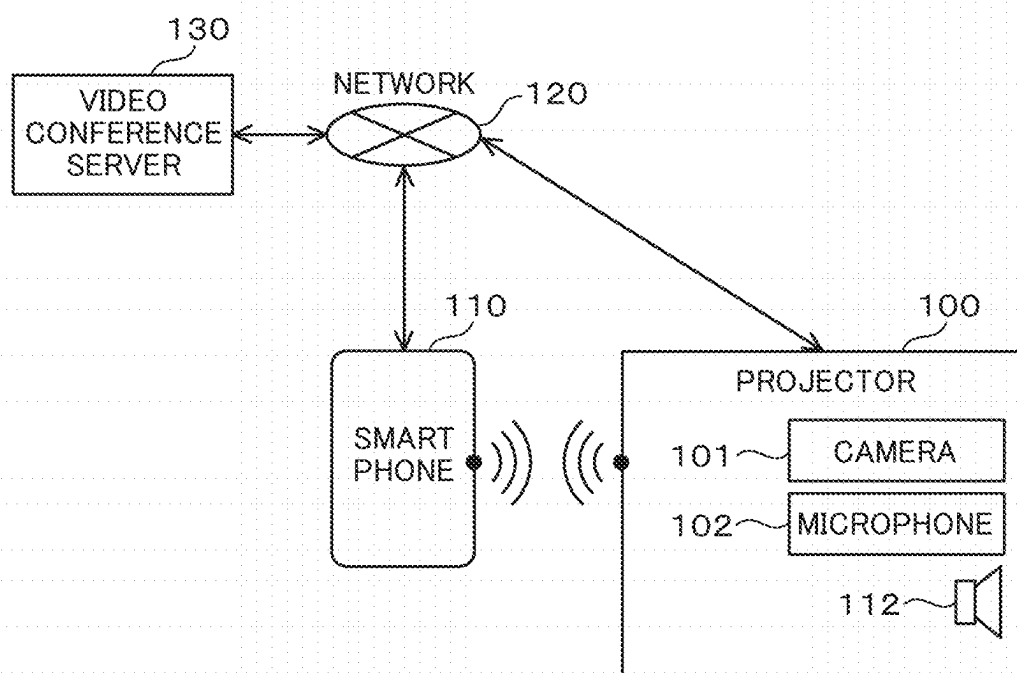 130
VIDEO
CONFERENCE
SERVER
NETWORK
120
110
100
SMART
PHONE
PROJECTOR
101
CAMERA
102
MICROPHONE
112